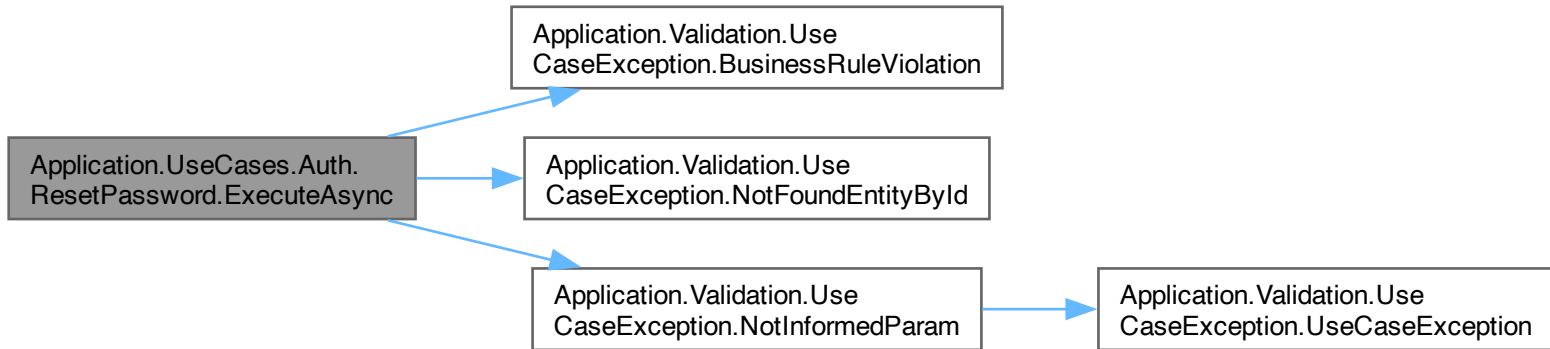 Application.Validation.Use
CaseException.BusinessRuleViolation
Application.UseCases.Auth.
ResetPassword.ExecuteAsync
Application.Validation.Use
CaseException.NotFoundEntityById
Application.Validation.Use
CaseException.NotInformedParam
Application.Validation.Use
CaseException.UseCaseException